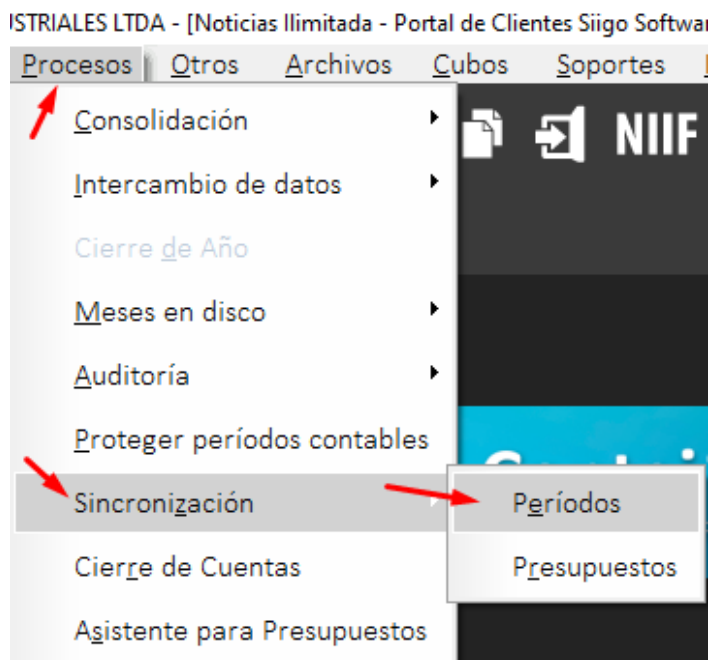 USTRIALES LTDA - [Noticias Ilimitada - Portal de Clientes Siigo Softwar
Procesos Otros Archivos Cubos Soportes
Consolidación
NIIF
Intercambio de datos
Cierre de Año
Meses en disco
Auditoría
Proteger períodos contables
Sincronización
Períodos
Cierre de Cuentas
Presupuestos
Asistente para Presupuestos